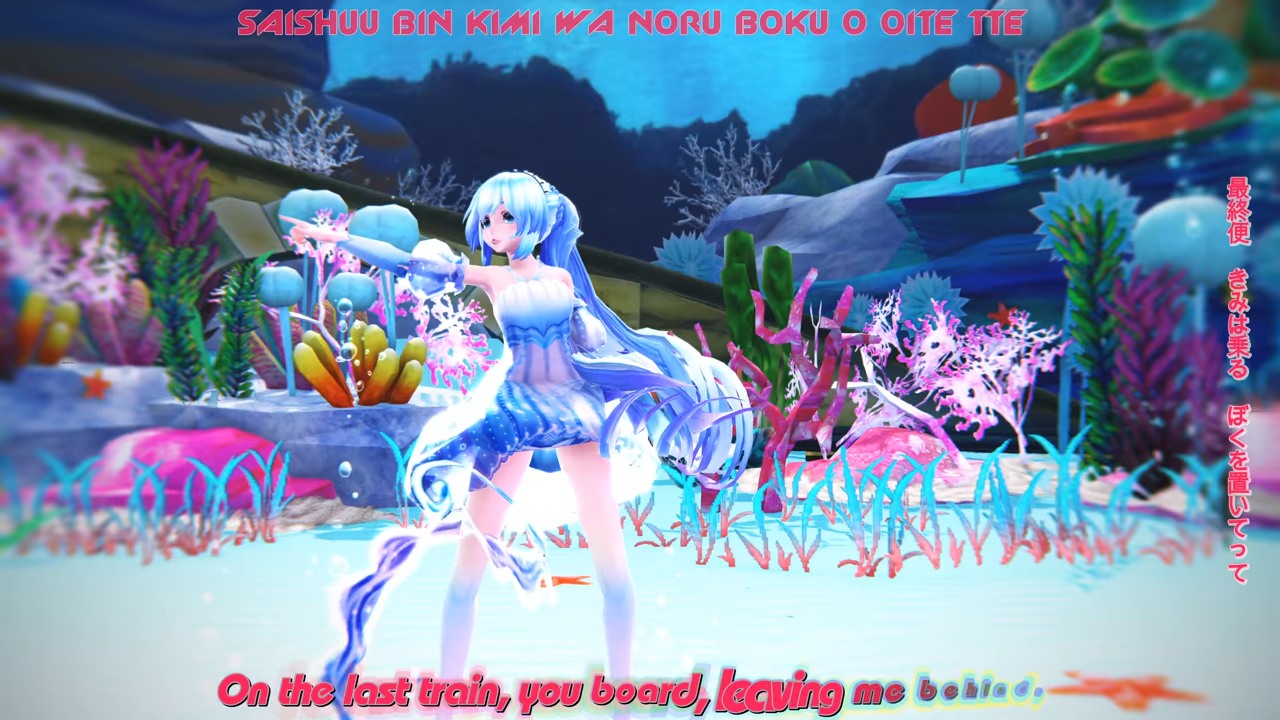 SAISHUU BIN KIMI WA NORU BOKU O OITE TTE
最終便 きみは乗る ぼくを置いてって
On the last train, you board, leaving me behind.